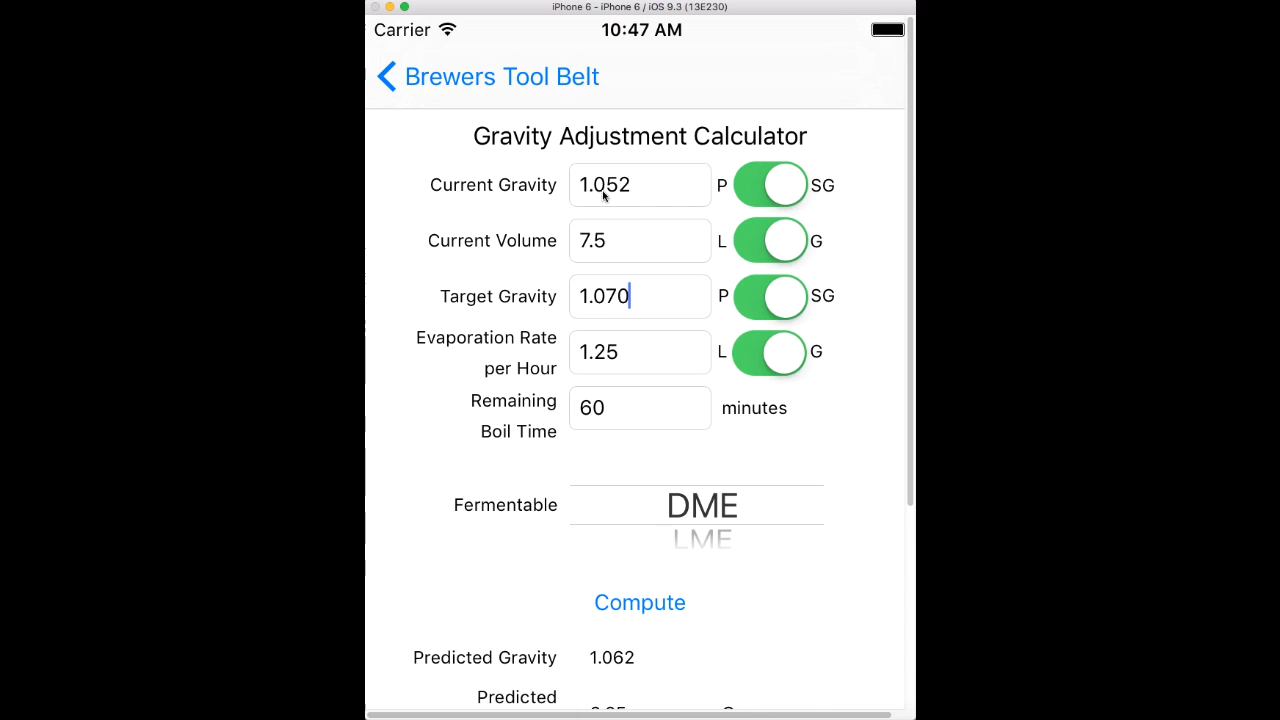 iPhone 6 - iPhone 6 / iOS 9.3 (13E230)
Carrier 10:47 AM
Brewers Tool Belt
Gravity Adjustment Calculator
Current Gravity 1.052 P SG
Current Volume 7.5 L G
Target Gravity 1.070 P SG
Evaporation Rate
per Hour 1.25 L G
Remaining
Boil Time 60 minutes
Fermentable DME
LME
Compute
Predicted Gravity 1.062
Predicted